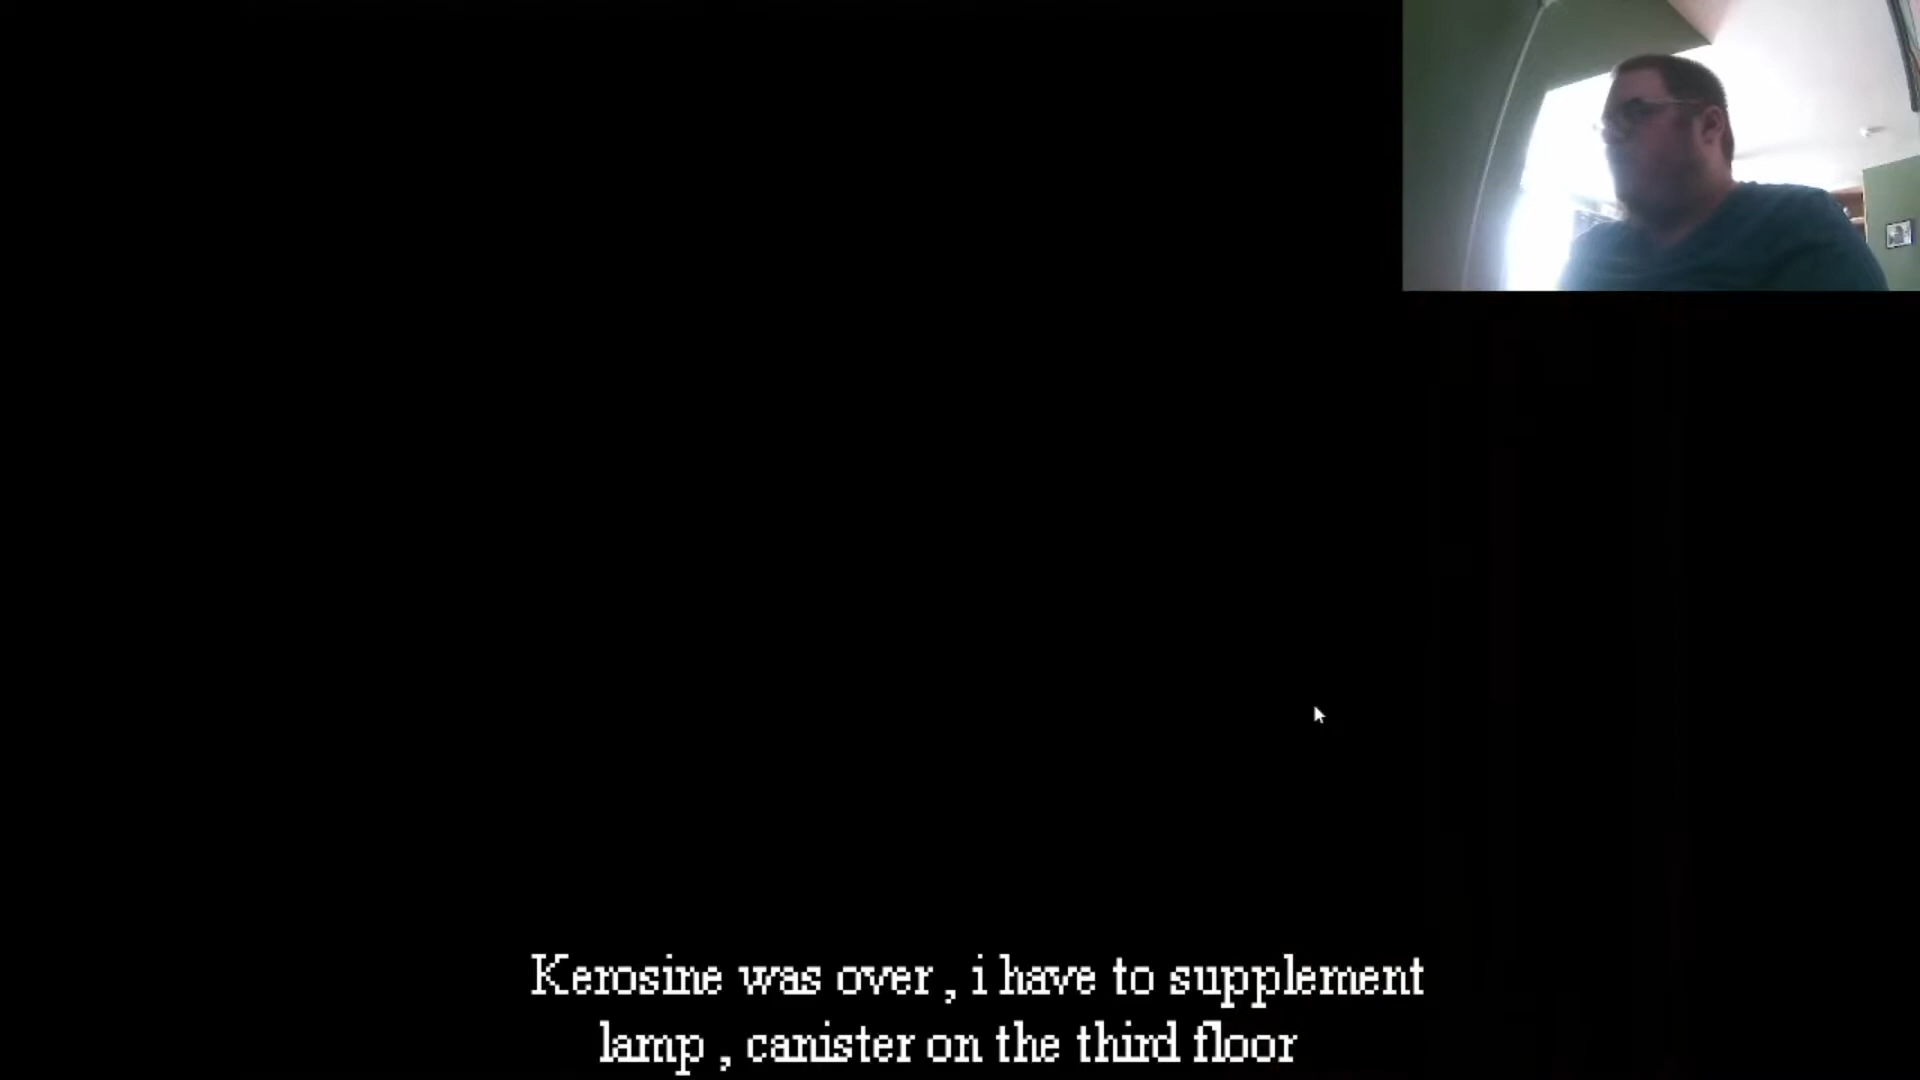 Kerosine was over , i have to supplement
lamp , canister on the third floor